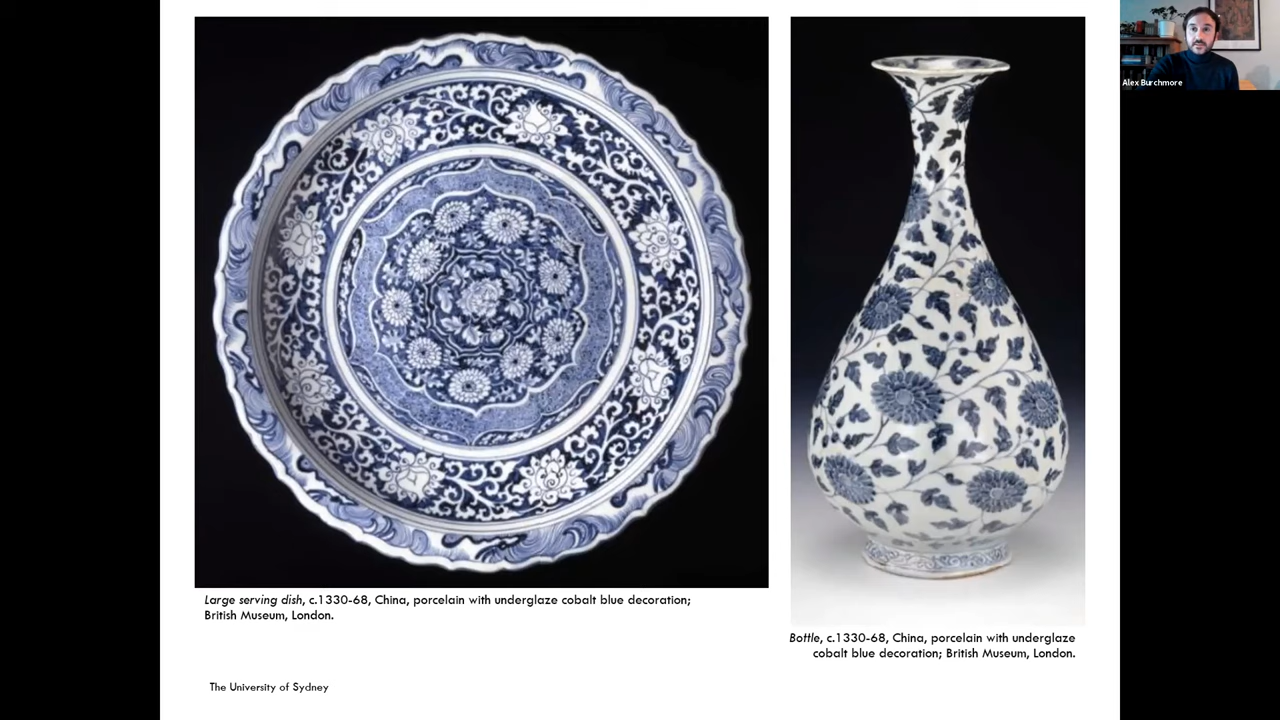 Alex Burchmore
Large serving dish, c.1330-68, China, porcelain with underglaze cobalt blue decoration;
British Museum, London.
Bottle, c.1330-68, China, porcelain with underglaze
cobalt blue decoration; British Museum, London.
The University of Sydney